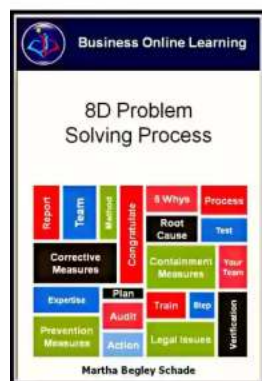 Business Online Learning
8D Problem
Solving Process
Report
Team
Method
Congratulate
5 Whys
Process
Root
Cause
Test
Corrective
Measures
Containment
Measures
Your
Team
Expertise
Plan
Train
Step
Verification
Audit
Prevention
Measures
Action
Legal Issues
Martha Begley Schade